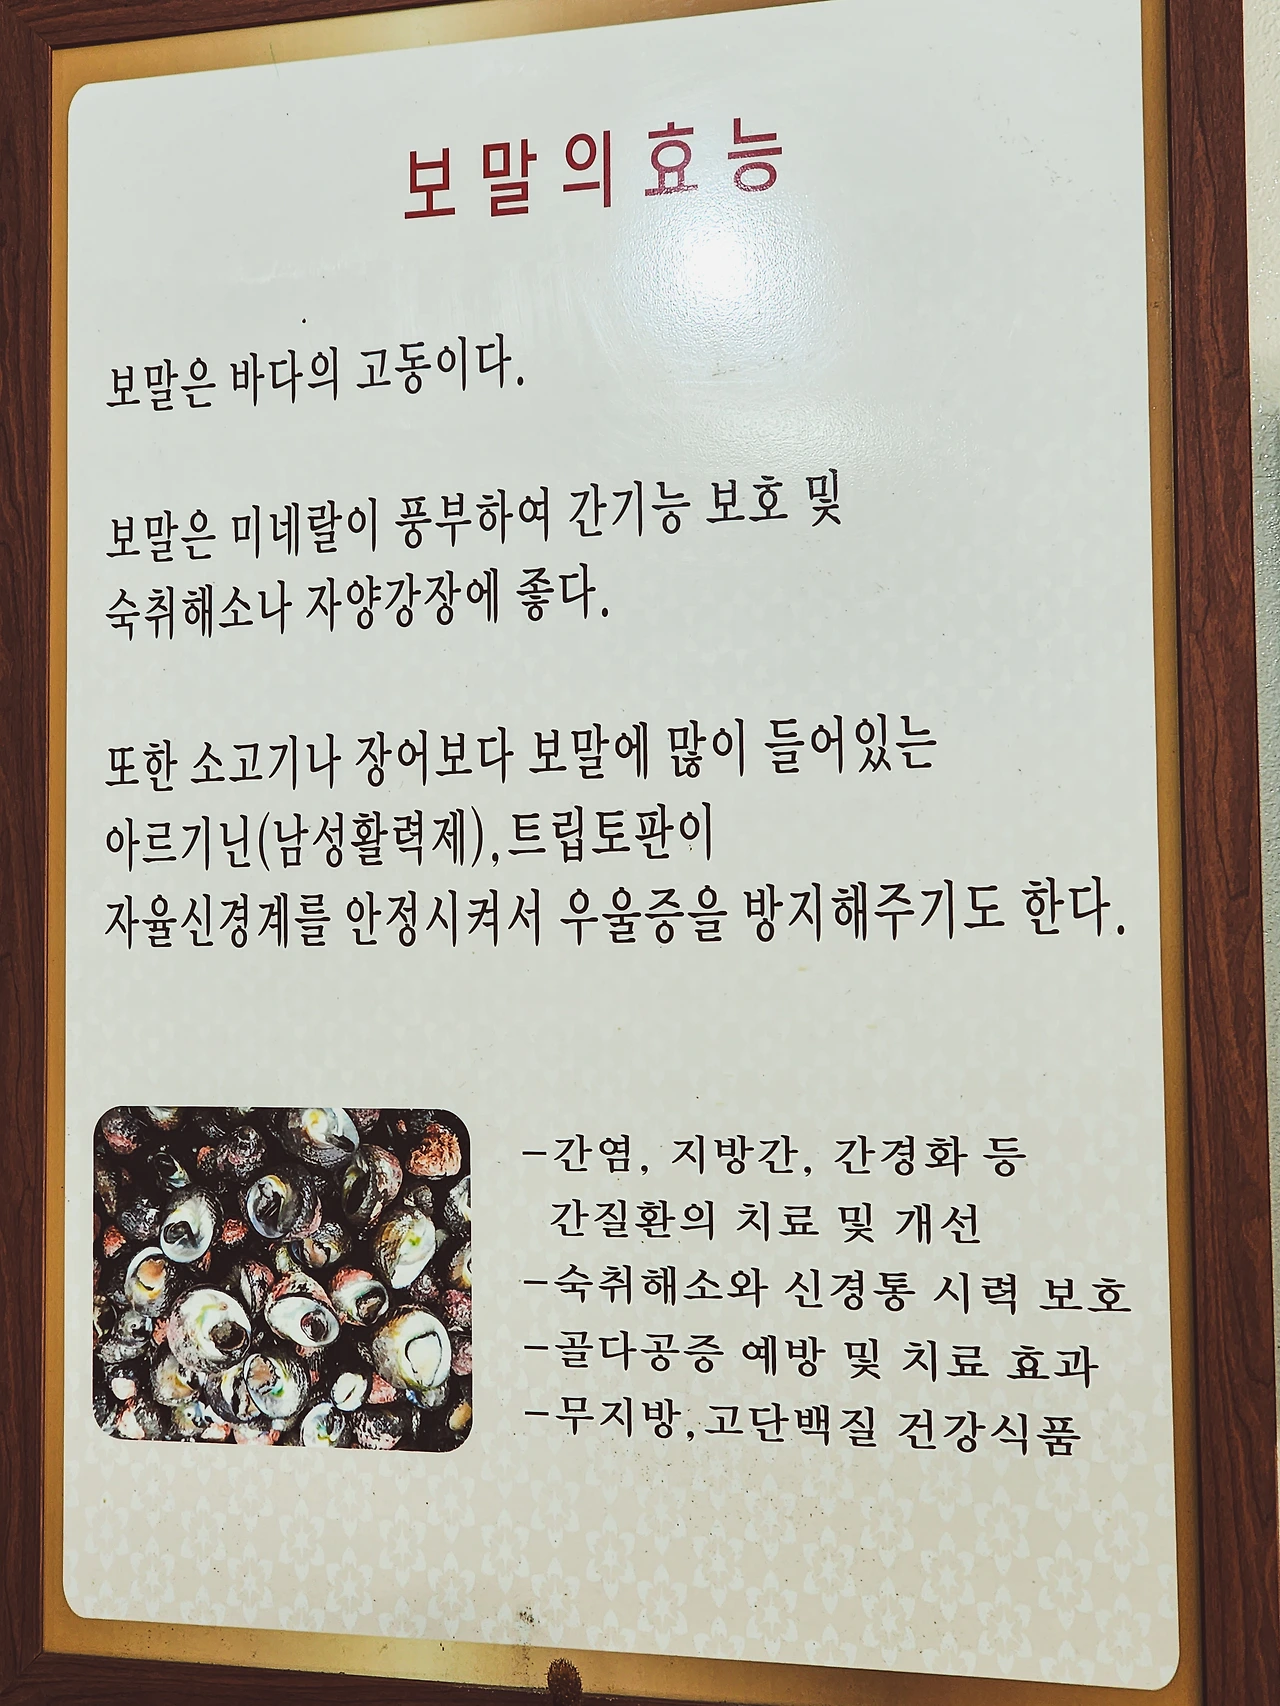 보말의효능
보말은 바다의 고동이다.
보말은 미네랄이 풍부하여 간기능 보호 및
숙취해소나 자양강장에 좋다.
또한 소고기나 장어보다 보말에 많이 들어있는
아르기닌(남성활력제),트립토판이
자율신경계를 안정시켜서 우울증을 방지해주기도 한다.
-간염, 지방간, 간경화 등
간질환의 치료 및 개선
-숙취해소와 신경통 시력 보호
-골다공증 예방 및 치료 효과
-무지방,고단백질 건강식품